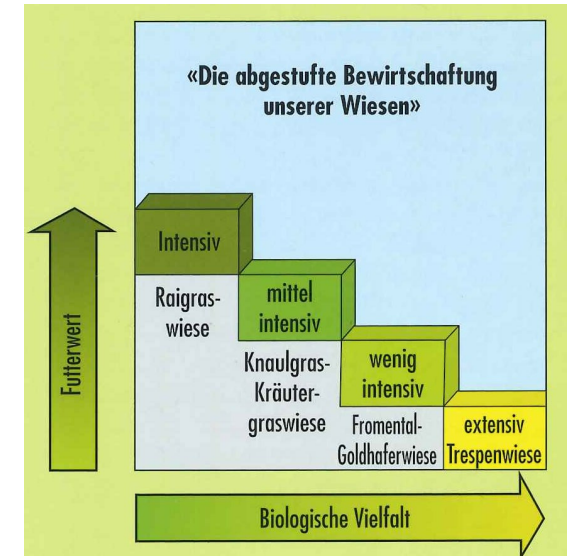 «Die abgestufte Bewirtschaftung
unserer Wiesen»
Futterwert
Intensiv
Raigras-
wiese
mittel
intensiv
Knaulgras-
Kräuter-
graswiese
wenig
intensiv
Fromental-
Goldhaferwiese
extensiv
Trespenwiese
Biologische Vielfalt